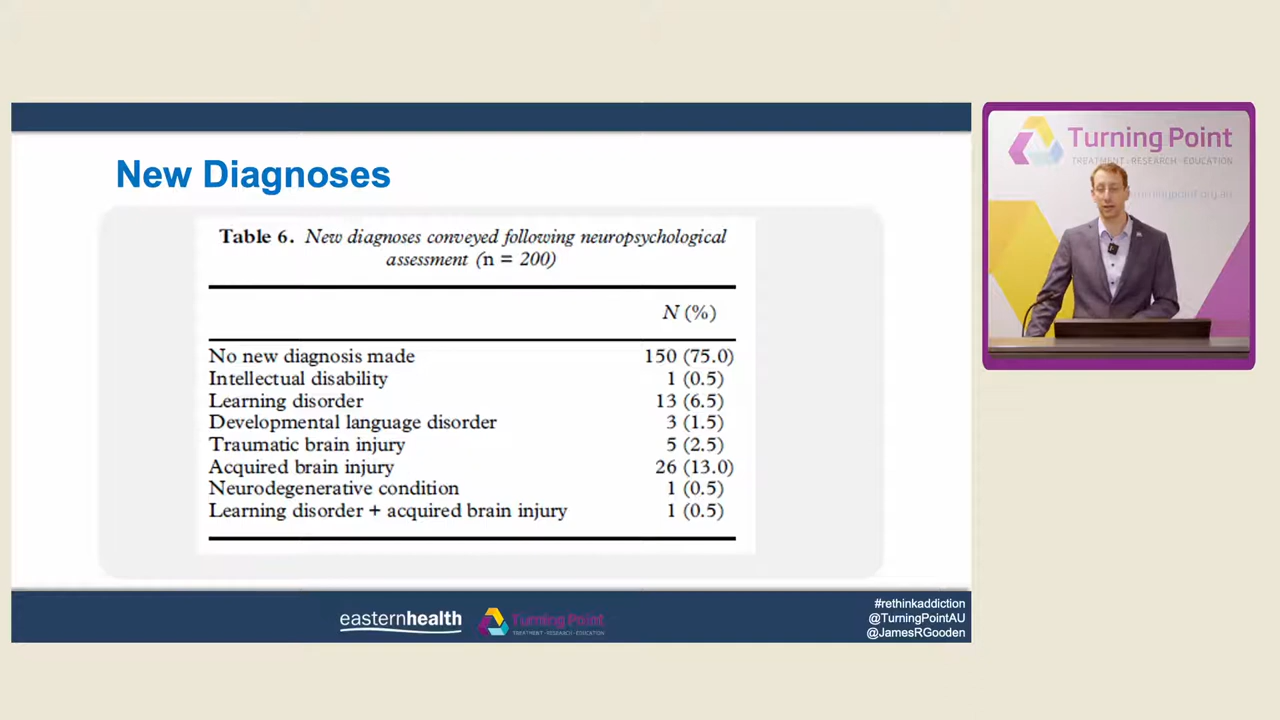 New Diagnoses
Table 6. New diagnoses conveyed following neuropsychological
assessment (n = 200)
N (%)
No new diagnosis made 150 (75.0)
Intellectual disability 1 (0.5)
Learning disorder 13 (6.5)
Developmental language disorder 3 (1.5)
Traumatic brain injury 5 (2.5)
Acquired brain injury 26 (13.0)
Neurodegenerative condition 1 (0.5)
Learning disorder + acquired brain injury 1 (0.5)
easternhealth
Turning Point
TREATMENT · RESEARCH · EDUCATION
#rethinkaddiction
@TurningPointAU
@JamesRGooden
Turning Point
TREATMENT · RESEARCH · EDUCATION